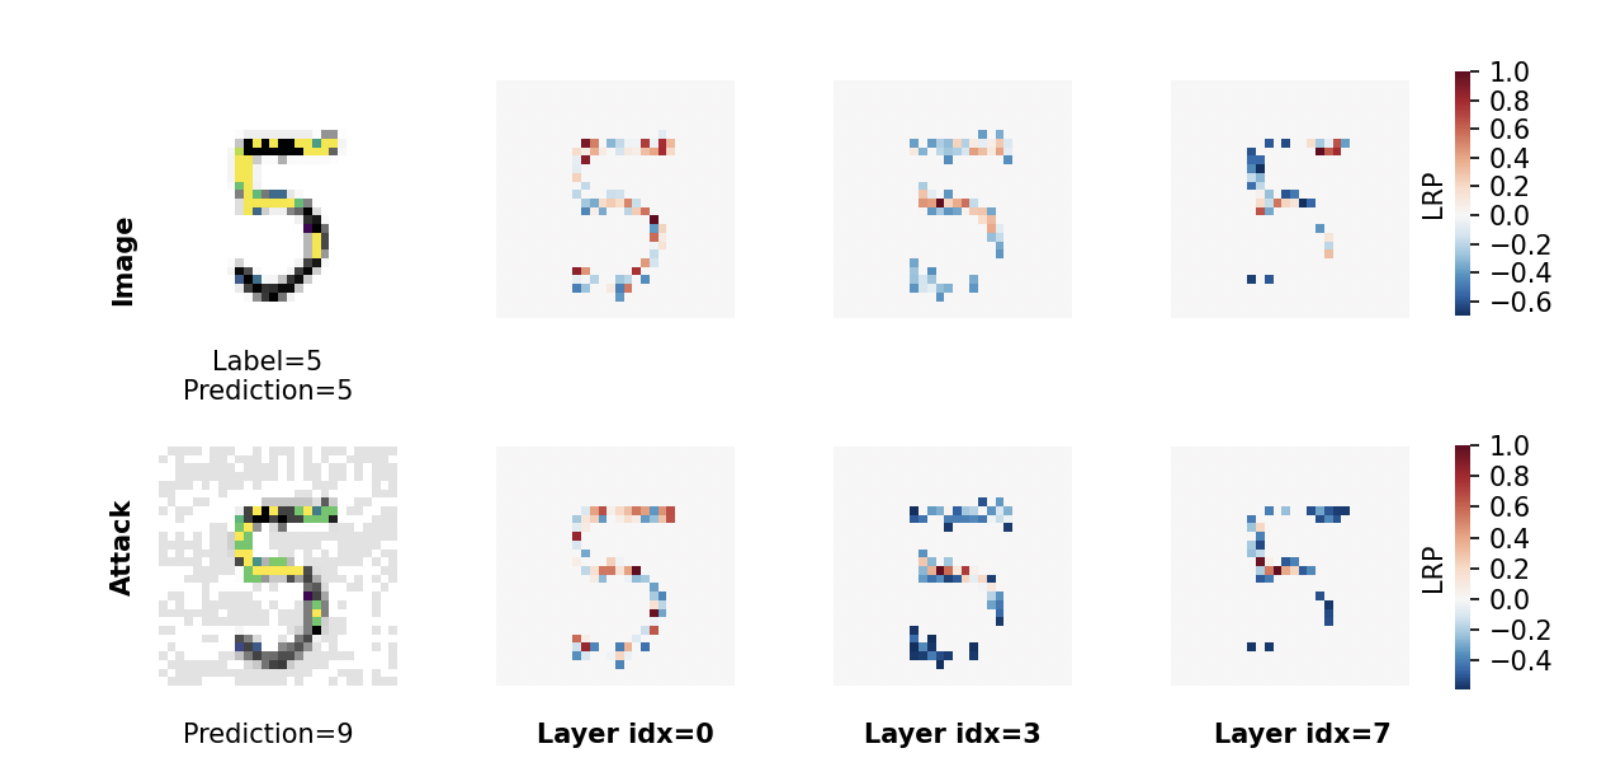 Image
Label=5
Prediction=5
1.0
0.8
0.6
0.4
0.2
0.0
−0.2
−0.4
−0.6
LRP
Attack
Prediction=9
Layer idx=0
Layer idx=3
Layer idx=7
1.0
0.8
0.6
0.4
0.2
0.0
−0.2
−0.4
LRP